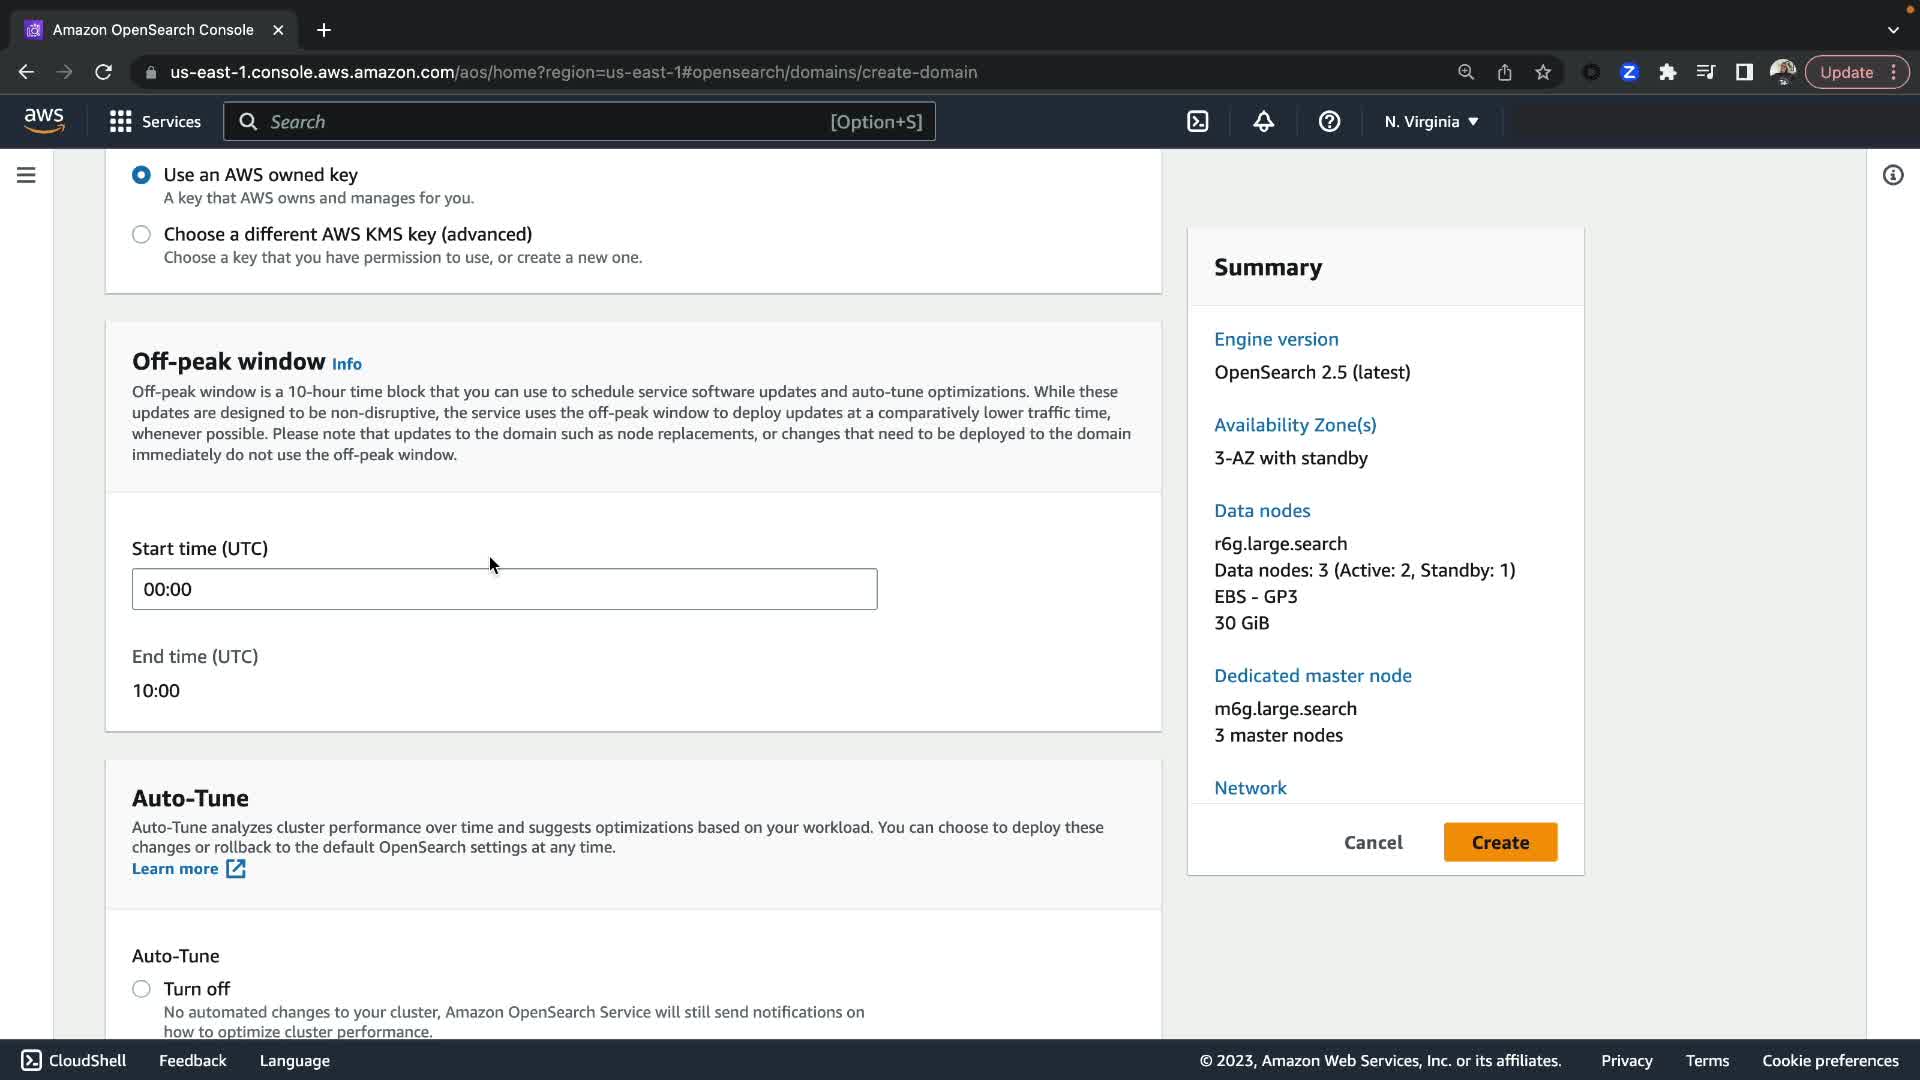 Amazon OpenSearch Console
us-east-1.console.aws.amazon.com/aos/home?region=us-east-1#opensearch/domains/create-domain
Z
Update
aws
Services
Search
[Option+S]
N. Virginia
Use an AWS owned key
A key that AWS owns and manages for you.
Choose a different AWS KMS key (advanced)
Choose a key that you have permission to use, or create a new one.
Off-peak window Info
Off-peak window is a 10-hour time block that you can use to schedule service software updates and auto-tune optimizations. While these
updates are designed to be non-disruptive, the service uses the off-peak window to deploy updates at a comparatively lower traffic time,
whenever possible. Please note that updates to the domain such as node replacements, or changes that need to be deployed to the domain
immediately do not use the off-peak window.
Start time (UTC)
00:00
End time (UTC)
10:00
Auto-Tune
Auto-Tune analyzes cluster performance over time and suggests optimizations based on your workload. You can choose to deploy these
changes or rollback to the default OpenSearch settings at any time.
Learn more
Auto-Tune
Turn off
No automated changes to your cluster, Amazon OpenSearch Service will still send notifications on
how to optimize cluster performance.
Summary
Engine version
OpenSearch 2.5 (latest)
Availability Zone(s)
3-AZ with standby
Data nodes
r6g.large.search
Data nodes: 3 (Active: 2, Standby: 1)
EBS - GP3
30 GiB
Dedicated master node
m6g.large.search
3 master nodes
Network
Cancel
Create
CloudShell
Feedback
Language
© 2023, Amazon Web Services, Inc. or its affiliates.
Privacy
Terms
Cookie preferences